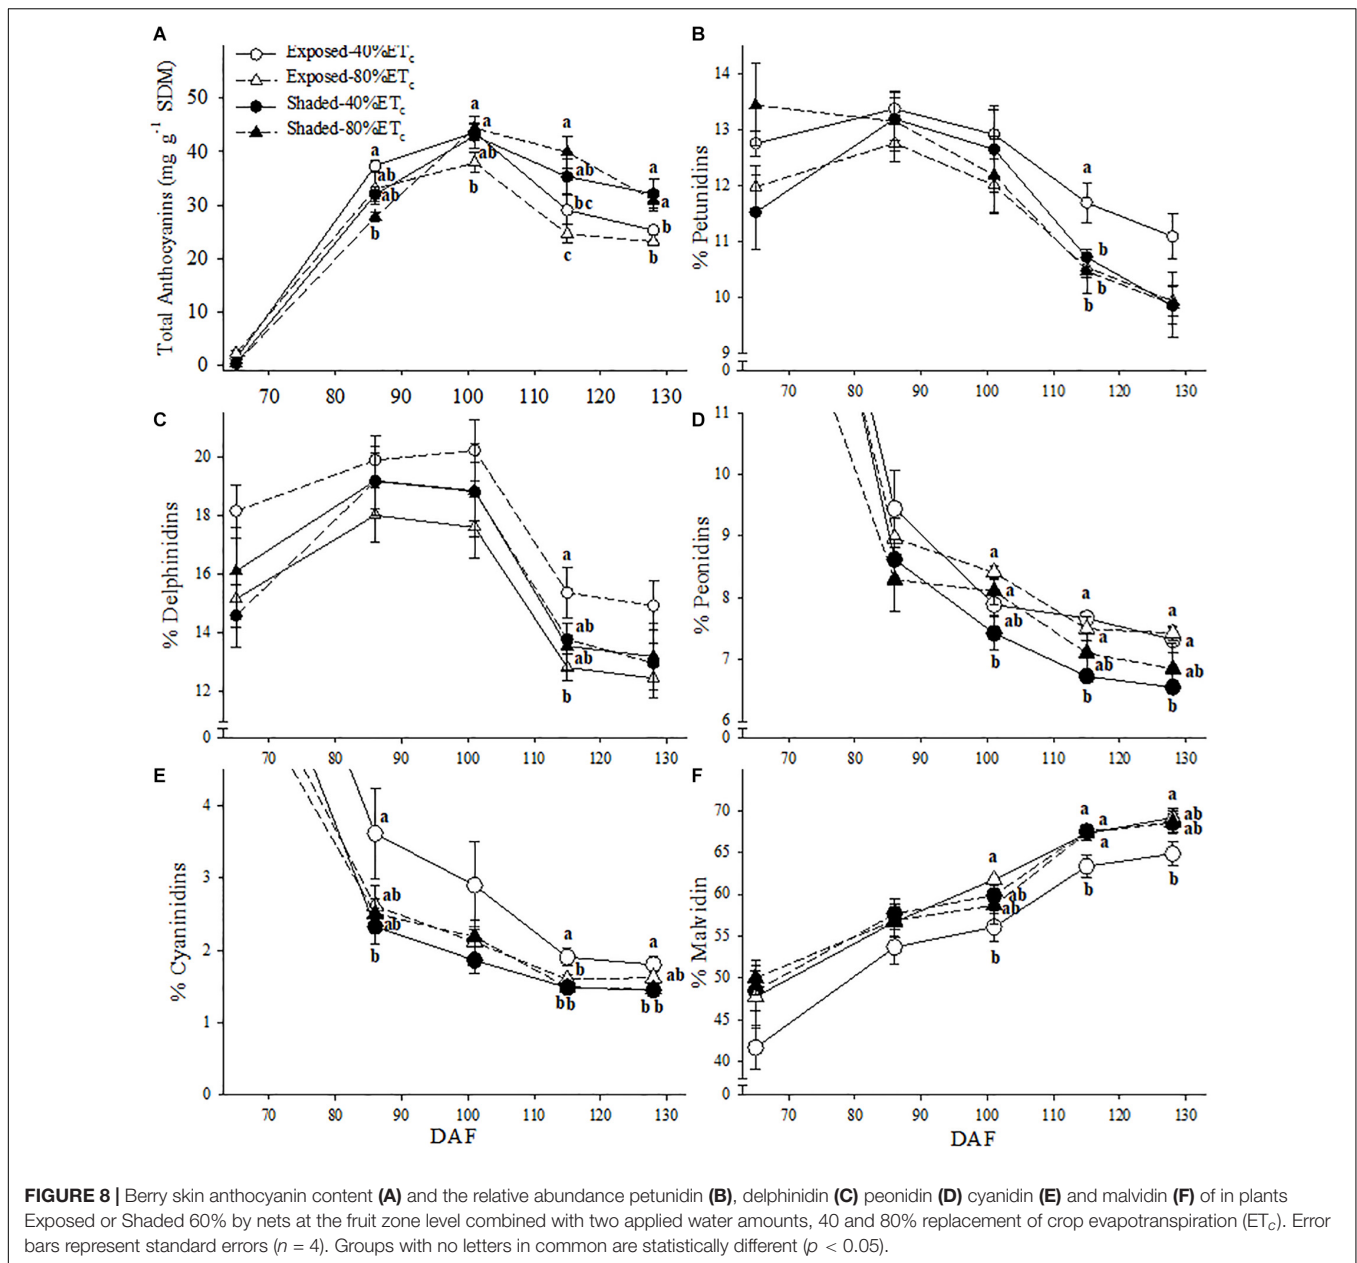 A
Exposed-40%ETc
Exposed-80%ETc
Shaded-40%ETc
Shaded-80%ETc
Total Anthocyanins (mg g-1 SDM)
50
40
30
20
10
0
a
ab
ab
b
a
a
ab
b
a
ab
bc
c
a
a
b
b
70 80 90 100 110 120 130
B
% Petunidins
14
13
12
11
10
9
0
a
b
b
b
70 80 90 100 110 120 130
C
% Delphinidins
20
18
16
14
12
0
a
ab
ab
b
70 80 90 100 110 120 130
D
% Peonidins
11
10
9
8
7
6
0
a
a
ab
b
a
a
ab
b
a
a
ab
b
70 80 90 100 110 120 130
E
% Cyaninidins
4
3
2
1
0
a
ab
ab
b
a
b
bb
a
ab
b b
70 80 90 100 110 120 130
DAF
F
% Malvidin
70
65
60
55
50
45
40
0
a
ab
ab
b
a
a
a
b
a
ab
ab
b
70 80 90 100 110 120 130
DAF
FIGURE 8 | Berry skin anthocyanin content (A) and the relative abundance petunidin (B), delphinidin (C) peonidin (D) cyanidin (E) and malvidin (F) of in plants
Exposed or Shaded 60% by nets at the fruit zone level combined with two applied water amounts, 40 and 80% replacement of crop evapotranspiration (ETc). Error
bars represent standard errors (n = 4). Groups with no letters in common are statistically different (p < 0.05).